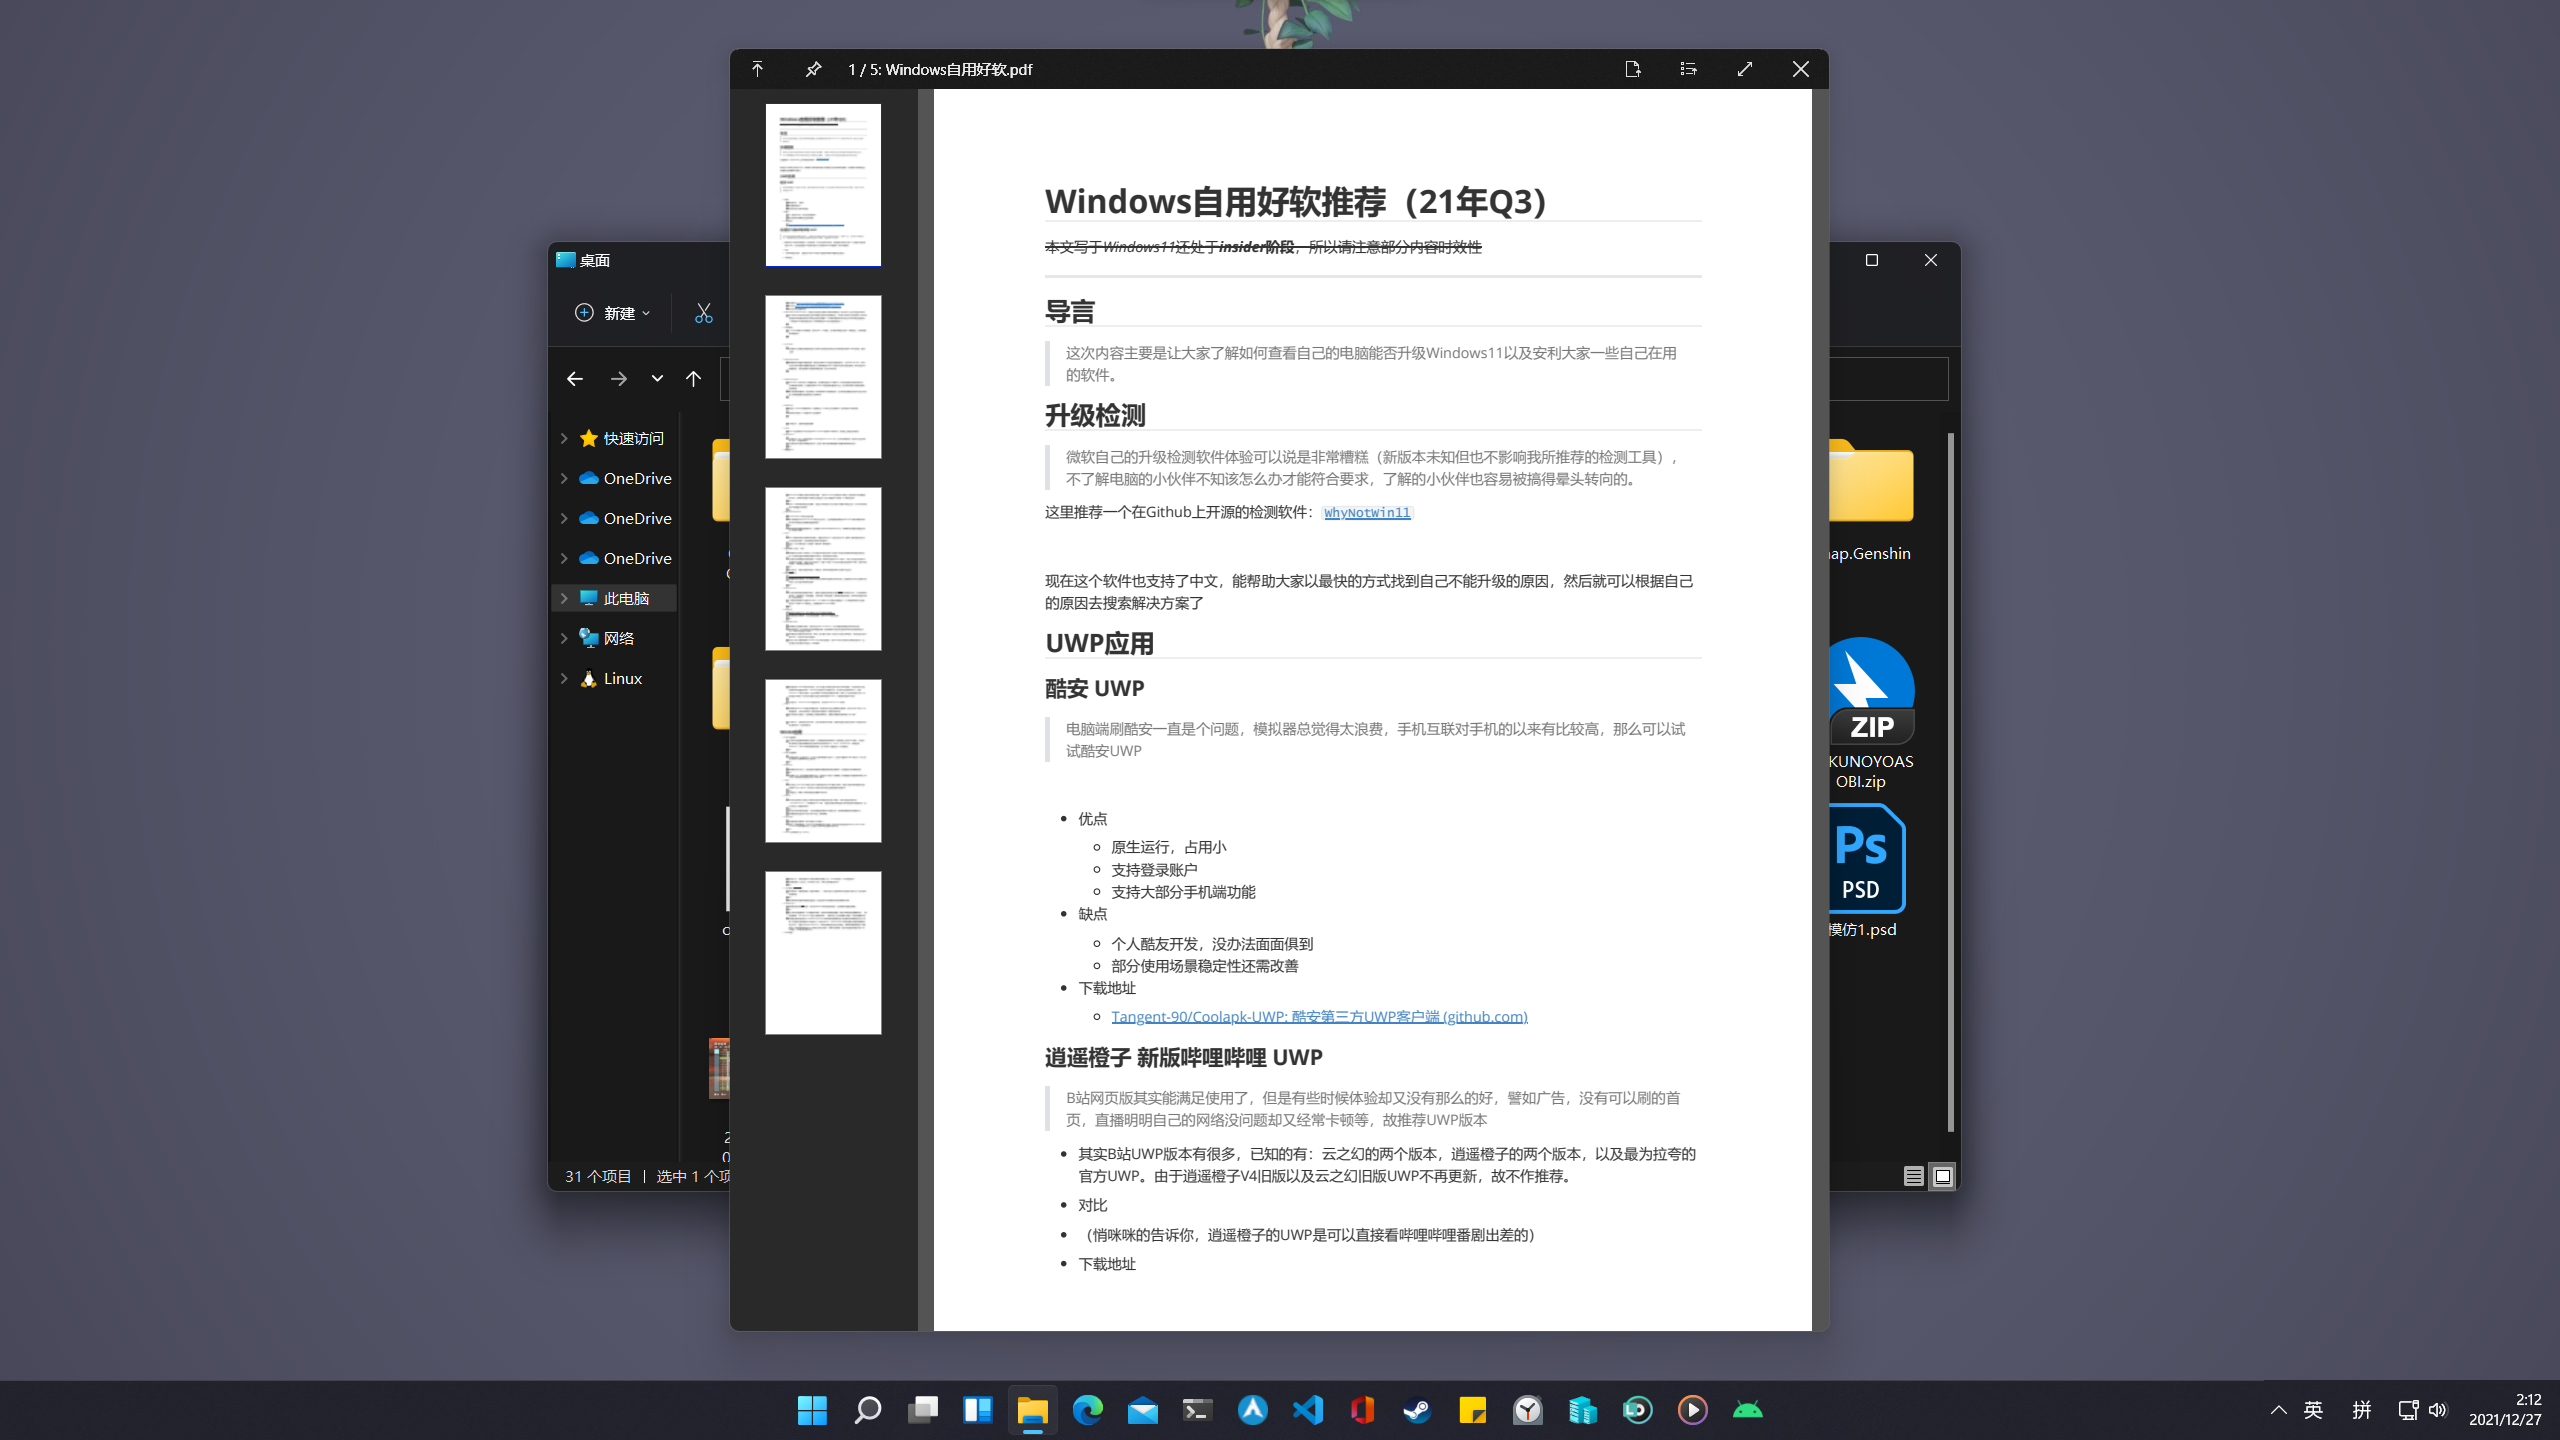 1 / 5: Windows自用好软.pdf
Windows自用好软推荐（21年Q3）
本文写于Windows11还处于insider阶段，所以请注意部分内容时效性
导言
这次内容主要是让大家了解如何查看自己的电脑能否升级Windows11以及安利大家一些自己在用
的软件。
升级检测
微软自己的升级检测软件体验可以说是非常糟糕（新版本未知但也不影响我所推荐的检测工具），
不了解电脑的小伙伴不知该怎么办才能符合要求，了解的小伙伴也容易被搞得晕头转向的。
这里推荐一个在Github上开源的检测软件：WhyNotWin11
现在这个软件也支持了中文，能帮助大家以最快的方式找到自己不能升级的原因，然后就可以根据自己
的原因去搜索解决方案了
UWP应用
酷安 UWP
电脑端刷酷安一直是个问题，模拟器总觉得太浪费，手机互联对手机的以来有比较高，那么可以试
试酷安UWP
优点
原生运行，占用小
支持登录账户
支持大部分手机端功能
缺点
个人酷友开发，没办法面面俱到
部分使用场景稳定性还需改善
下载地址
Tangent-90/Coolapk-UWP: 酷安第三方UWP客户端 (github.com)
逍遥橙子 新版哔哩哔哩 UWP
B站网页版其实能满足使用了，但是有些时候体验却又没有那么的好，譬如广告，没有可以刷的首
页，直播明明自己的网络没问题却又经常卡顿等，故推荐UWP版本
其实B站UWP版本有很多，已知的有：云之幻的两个版本，逍遥橙子的两个版本，以及最为拉夸的
官方UWP。由于逍遥橙子V4旧版以及云之幻旧版UWP不再更新，故不作推荐。
对比
（悄咪咪的告诉你，逍遥橙子的UWP是可以直接看哔哩哔哩番剧出差的）
下载地址
桌面
新建
快速访问
OneDrive
OneDrive
OneDrive
此电脑
网络
Linux
31 个项目 | 选中 1 个项
ap.Genshin
ZIP
KUNOYOAS
OBI.zip
Ps
PSD
模仿1.psd
英
拼
2:12
2021/12/27